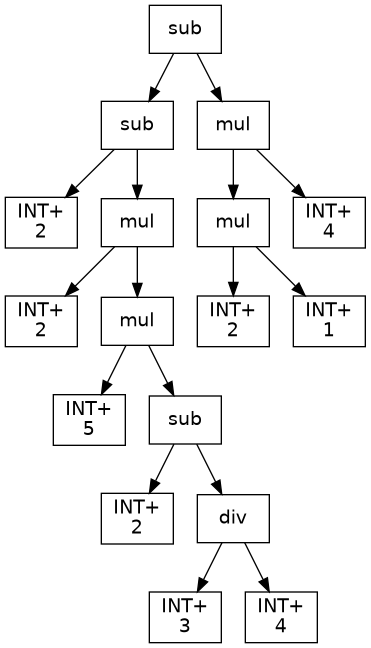 sub
sub
mul
INT+
2
mul
mul
INT+
4
INT+
2
mul
INT+
2
INT+
1
INT+
5
sub
INT+
2
div
INT+
3
INT+
4